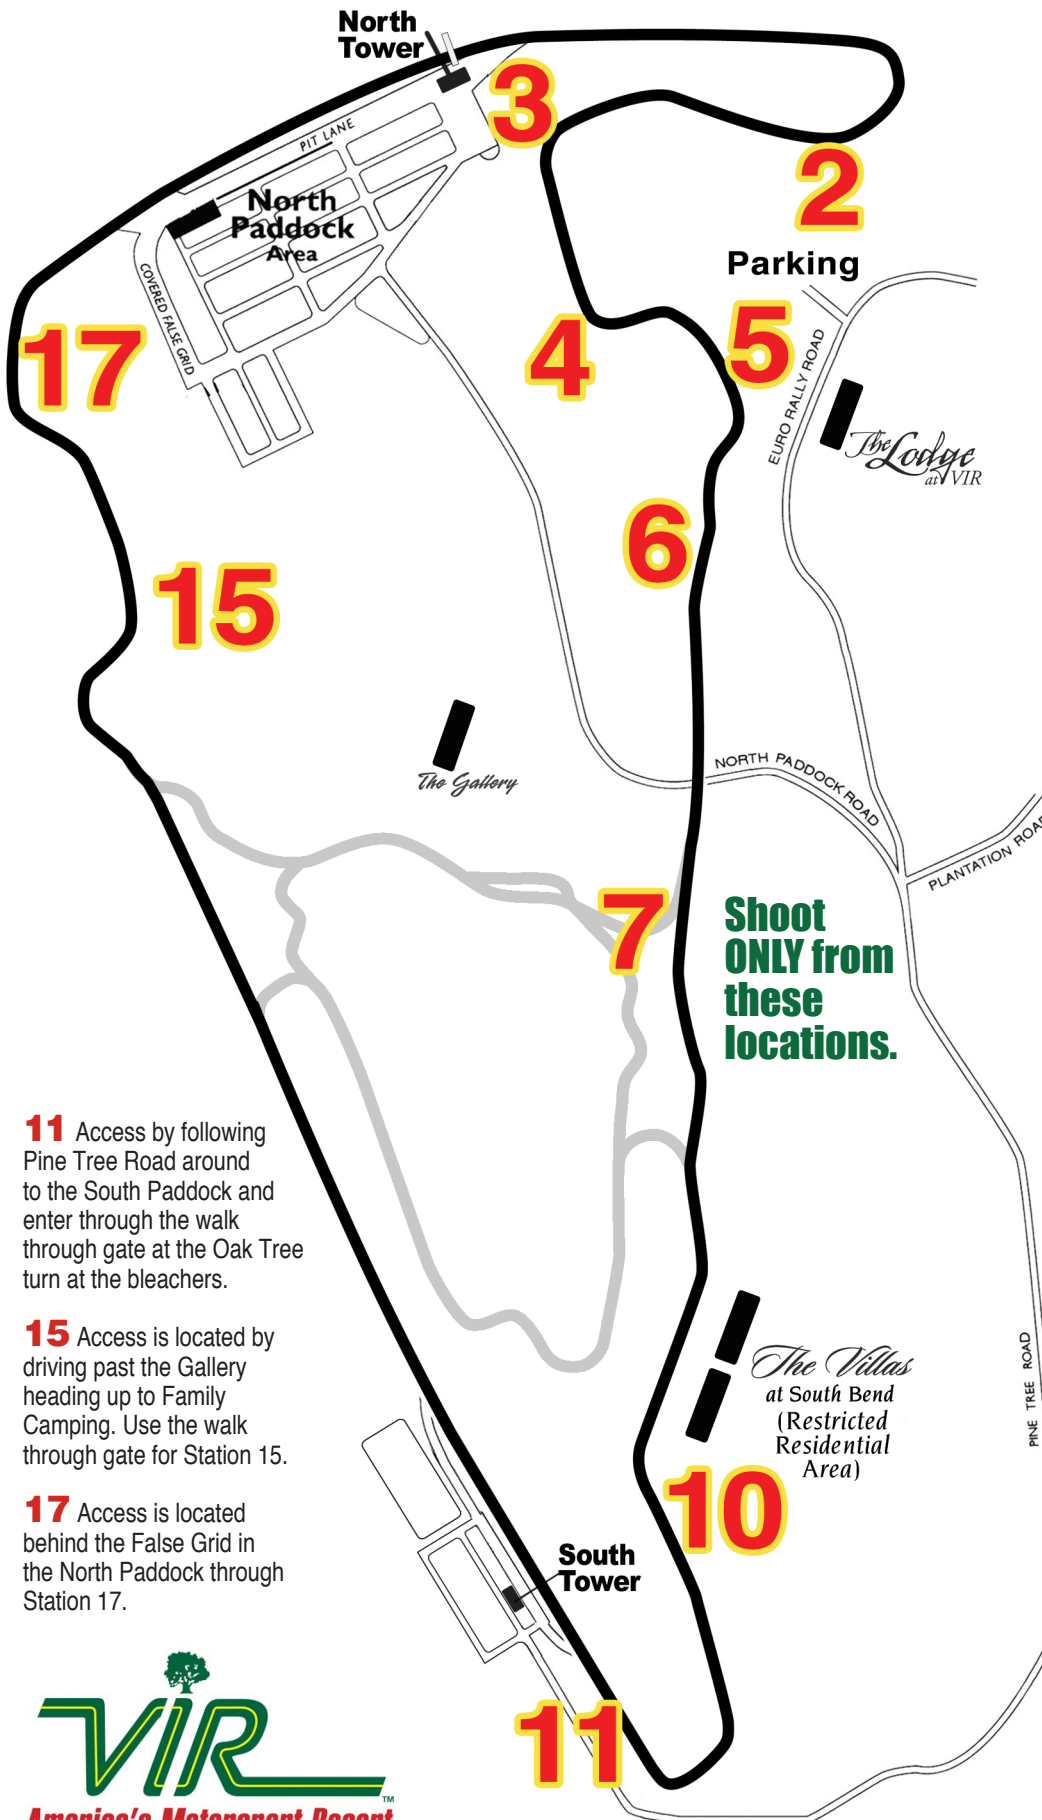 North
Tower
3
PIT LANE
2
North
Paddock
Area
Parking
COVERED FALSE GRID
17
4
5
EURO RALLY ROAD
The Lodge
at VIR
6
15
The Gallery
NORTH PADDOCK ROAD
PLANTATION ROAD
7
Shoot
ONLY from
these
locations.
11 Access by following
Pine Tree Road around
to the South Paddock and
enter through the walk
through gate at the Oak Tree
turn at the bleachers.
15 Access is located by
driving past the Gallery
heading up to Family
Camping. Use the walk
through gate for Station 15.
17 Access is located
behind the False Grid in
the North Paddock through
Station 17.
The Villas
at South Bend
(Restricted
Residential
Area)
PINE TREE ROAD
10
South
Tower
11
VIR
TM
America's Motorsport Resort